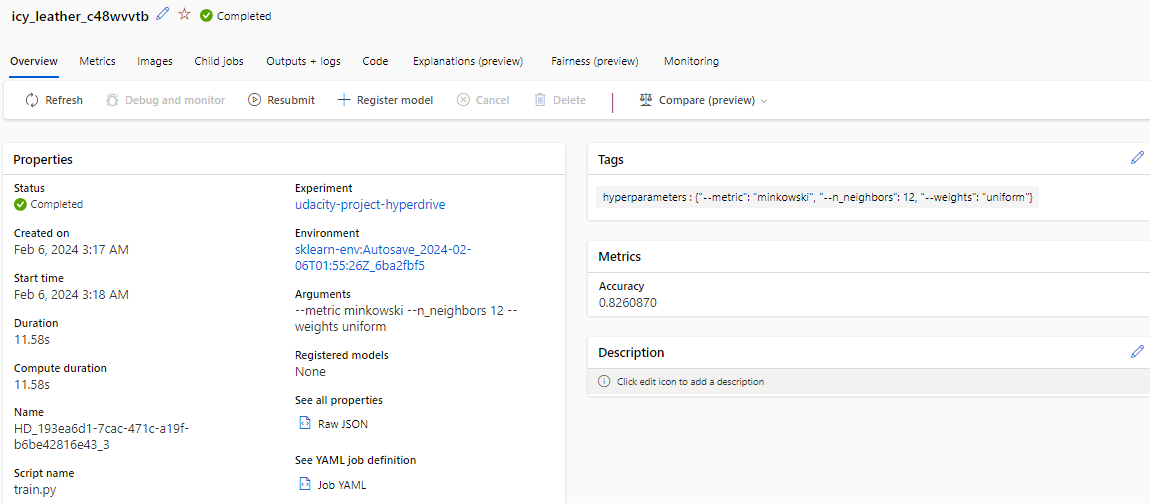 icy_leather_c48wvvtb Completed
Overview Metrics Images Child jobs Outputs + logs Code Explanations (preview) Fairness (preview) Monitoring
Refresh Debug and monitor Resubmit Register model Cancel Delete Compare (preview)
Properties
Status
Completed
Created on
Feb 6, 2024 3:17 AM
Start time
Feb 6, 2024 3:18 AM
Duration
11.58s
Compute duration
11.58s
Name
HD_193ea6d1-7cac-471c-a19f-
b6be42816e43_3
Script name
train.py
Experiment
udacity-project-hyperdrive
Environment
sklearn-env:Autosave_2024-02-
06T01:55:26Z_6ba2fbf5
Arguments
--metric minkowski --n_neighbors 12 --
weights uniform
Registered models
None
See all properties
Raw JSON
See YAML job definition
Job YAML
Tags
hyperparameters : {"--metric": "minkowski", "--n_neighbors": 12, "--weights": "uniform"}
Metrics
Accuracy
0.8260870
Description
Click edit icon to add a description